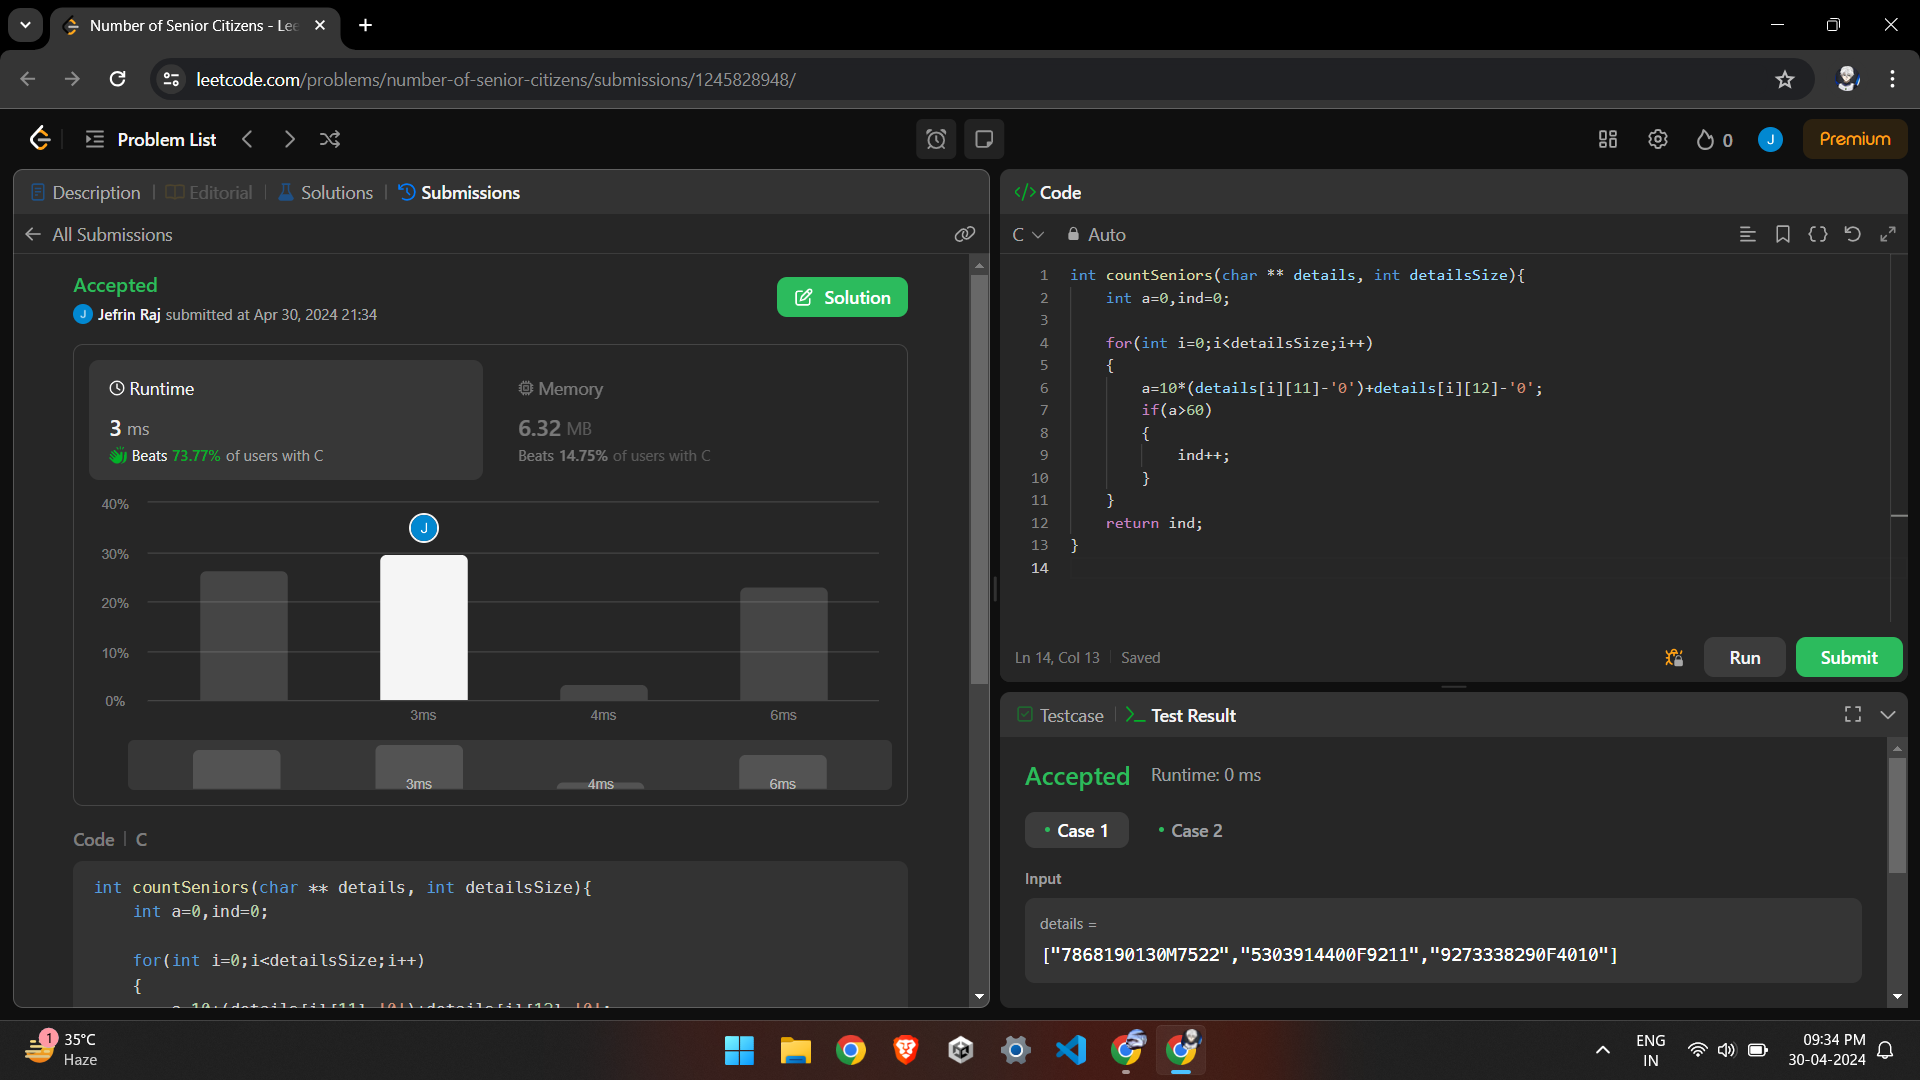 Number of Senior Citizens - Lee
leetcode.com/problems/number-of-senior-citizens/submissions/1245828948/
Problem List
0
J
Premium
Description
Editorial
Solutions
Submissions
All Submissions
Accepted
J Jefrin Raj submitted at Apr 30, 2024 21:34
Solution
Runtime
3 ms
Beats 73.77% of users with C
Memory
6.32 MB
Beats 14.75% of users with C
40%
30%
20%
10%
0%
J
3ms
4ms
6ms
3ms
4ms
6ms
Code | C
int countSeniors(char ** details, int detailsSize){
    int a=0,ind=0;
    for(int i=0;i<detailsSize;i++)
    {
        a=10*(details[i][11]-'0')+details[i][12]-'0';
</> Code
C
Auto
1 int countSeniors(char ** details, int detailsSize){
2     int a=0,ind=0;
3
4     for(int i=0;i<detailsSize;i++)
5     {
6         a=10*(details[i][11]-'0')+details[i][12]-'0';
7         if(a>60)
8         {
9             ind++;
10         }
11     }
12     return ind;
13 }
14
Ln 14, Col 13
Saved
Run
Submit
Testcase
Test Result
Accepted
Runtime: 0 ms
Case 1
Case 2
Input
details =
["7868190130M7522","5303914400F9211","9273338290F4010"]
1
35°C
Haze
ENG
IN
09:34 PM
30-04-2024